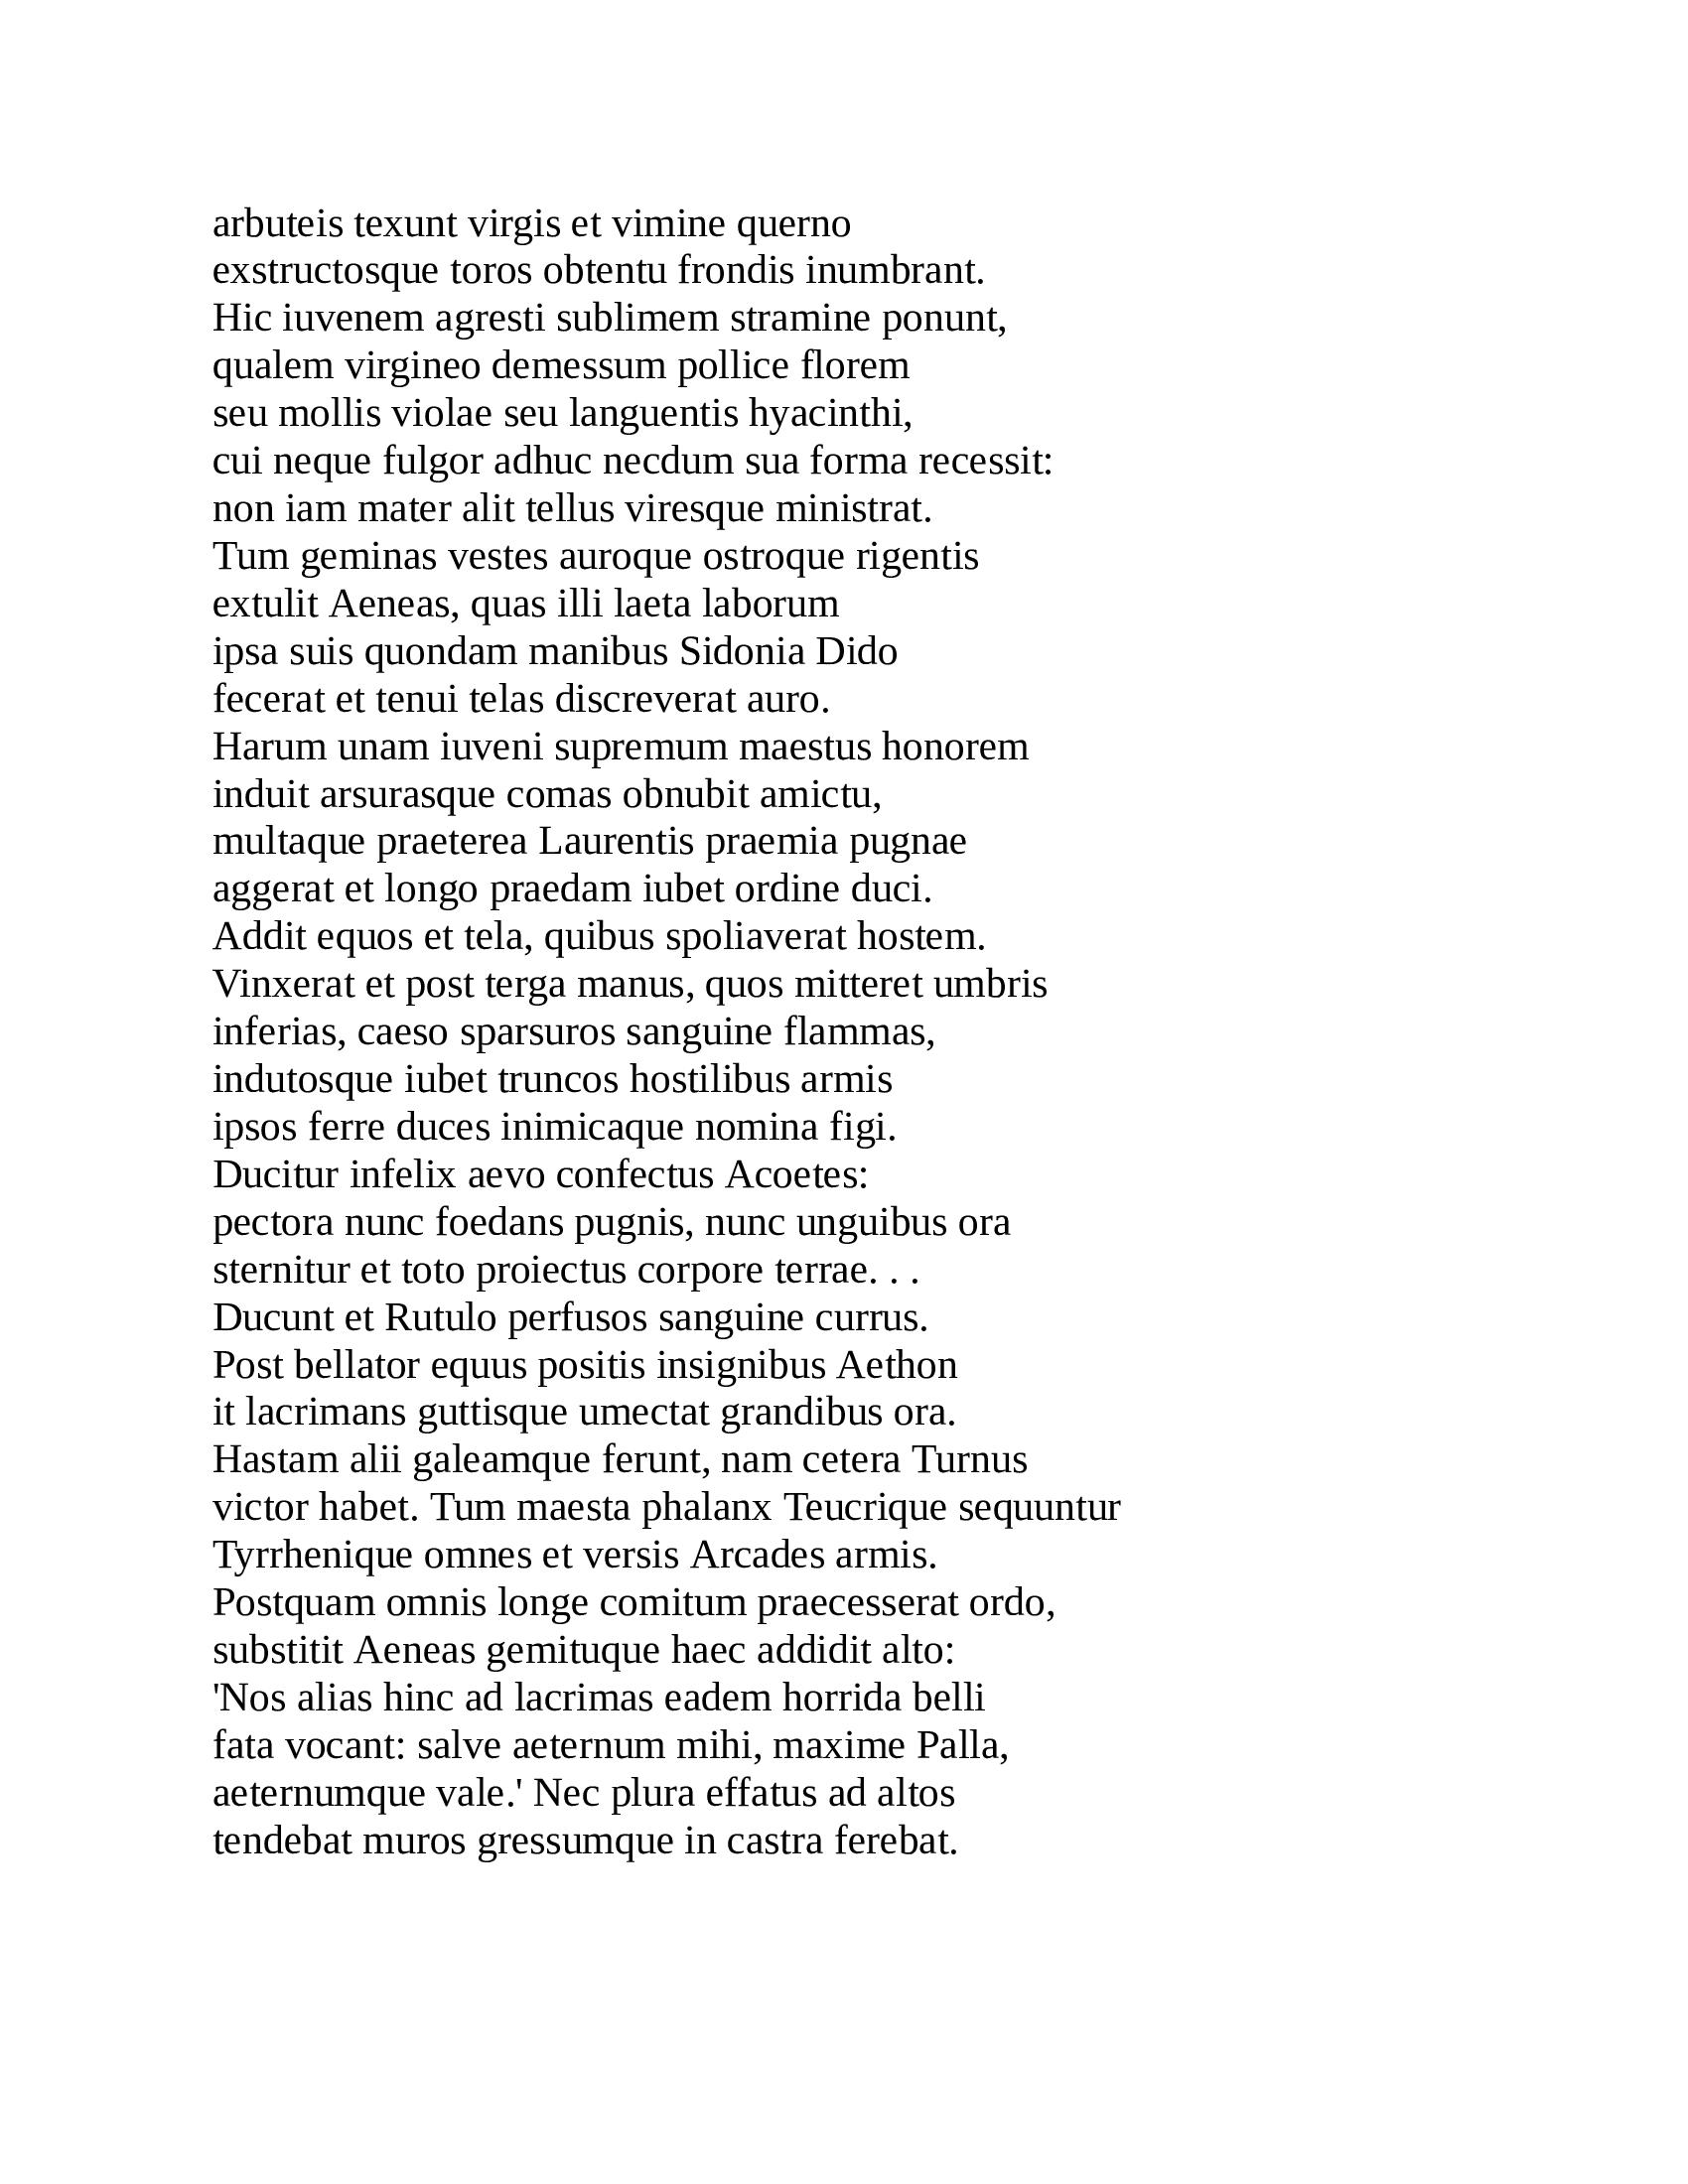 arbuteis texunt virgis et vimine querno
exstructosque toros obtentu frondis inumbrant.
Hic iuvenem agresti sublimem stramine ponunt,
qualem virgineo demessum pollice florem
seu mollis violae seu languentis hyacinthi,
cui neque fulgor adhuc necdum sua forma recessit:
non iam mater alit tellus viresque ministrat.
Tum geminas vestes auroque ostroque rigentis
extulit Aeneas, quas illi laeta laborum
ipsa suis quondam manibus Sidonia Dido
fecerat et tenui telas discreverat auro.
Harum unam iuveni supremum maestus honorem
induit arsurasque comas obnubit amictu,
multaque praeterea Laurentis praemia pugnae
aggerat et longo praedam iubet ordine duci.
Addit equos et tela, quibus spoliaverat hostem.
Vinxerat et post terga manus, quos mitteret umbris
inferias, caeso sparsuros sanguine flammas,
indutosque iubet truncos hostilibus armis
ipsos ferre duces inimicaque nomina figi.
Ducitur infelix aevo confectus Acoetes:
pectora nunc foedans pugnis, nunc unguibus ora
sternitur et toto proiectus corpore terrae. . .
Ducunt et Rutulo perfusos sanguine currus.
Post bellator equus positis insignibus Aethon
it lacrimans guttisque umectat grandibus ora.
Hastam alii galeamque ferunt, nam cetera Turnus
victor habet. Tum maesta phalanx Teucrique sequuntur
Tyrrhenique omnes et versis Arcades armis.
Postquam omnis longe comitum praecesserat ordo,
substitit Aeneas gemituque haec addidit alto:
'Nos alias hinc ad lacrimas eadem horrida belli
fata vocant: salve aeternum mihi, maxime Palla,
aeternumque vale.' Nec plura effatus ad altos
tendebat muros gressumque in castra ferebat.